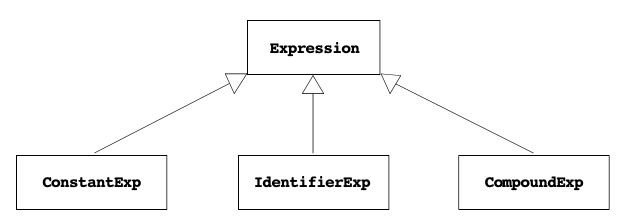 Expression
ConstantExp
IdentifierExp
CompoundExp